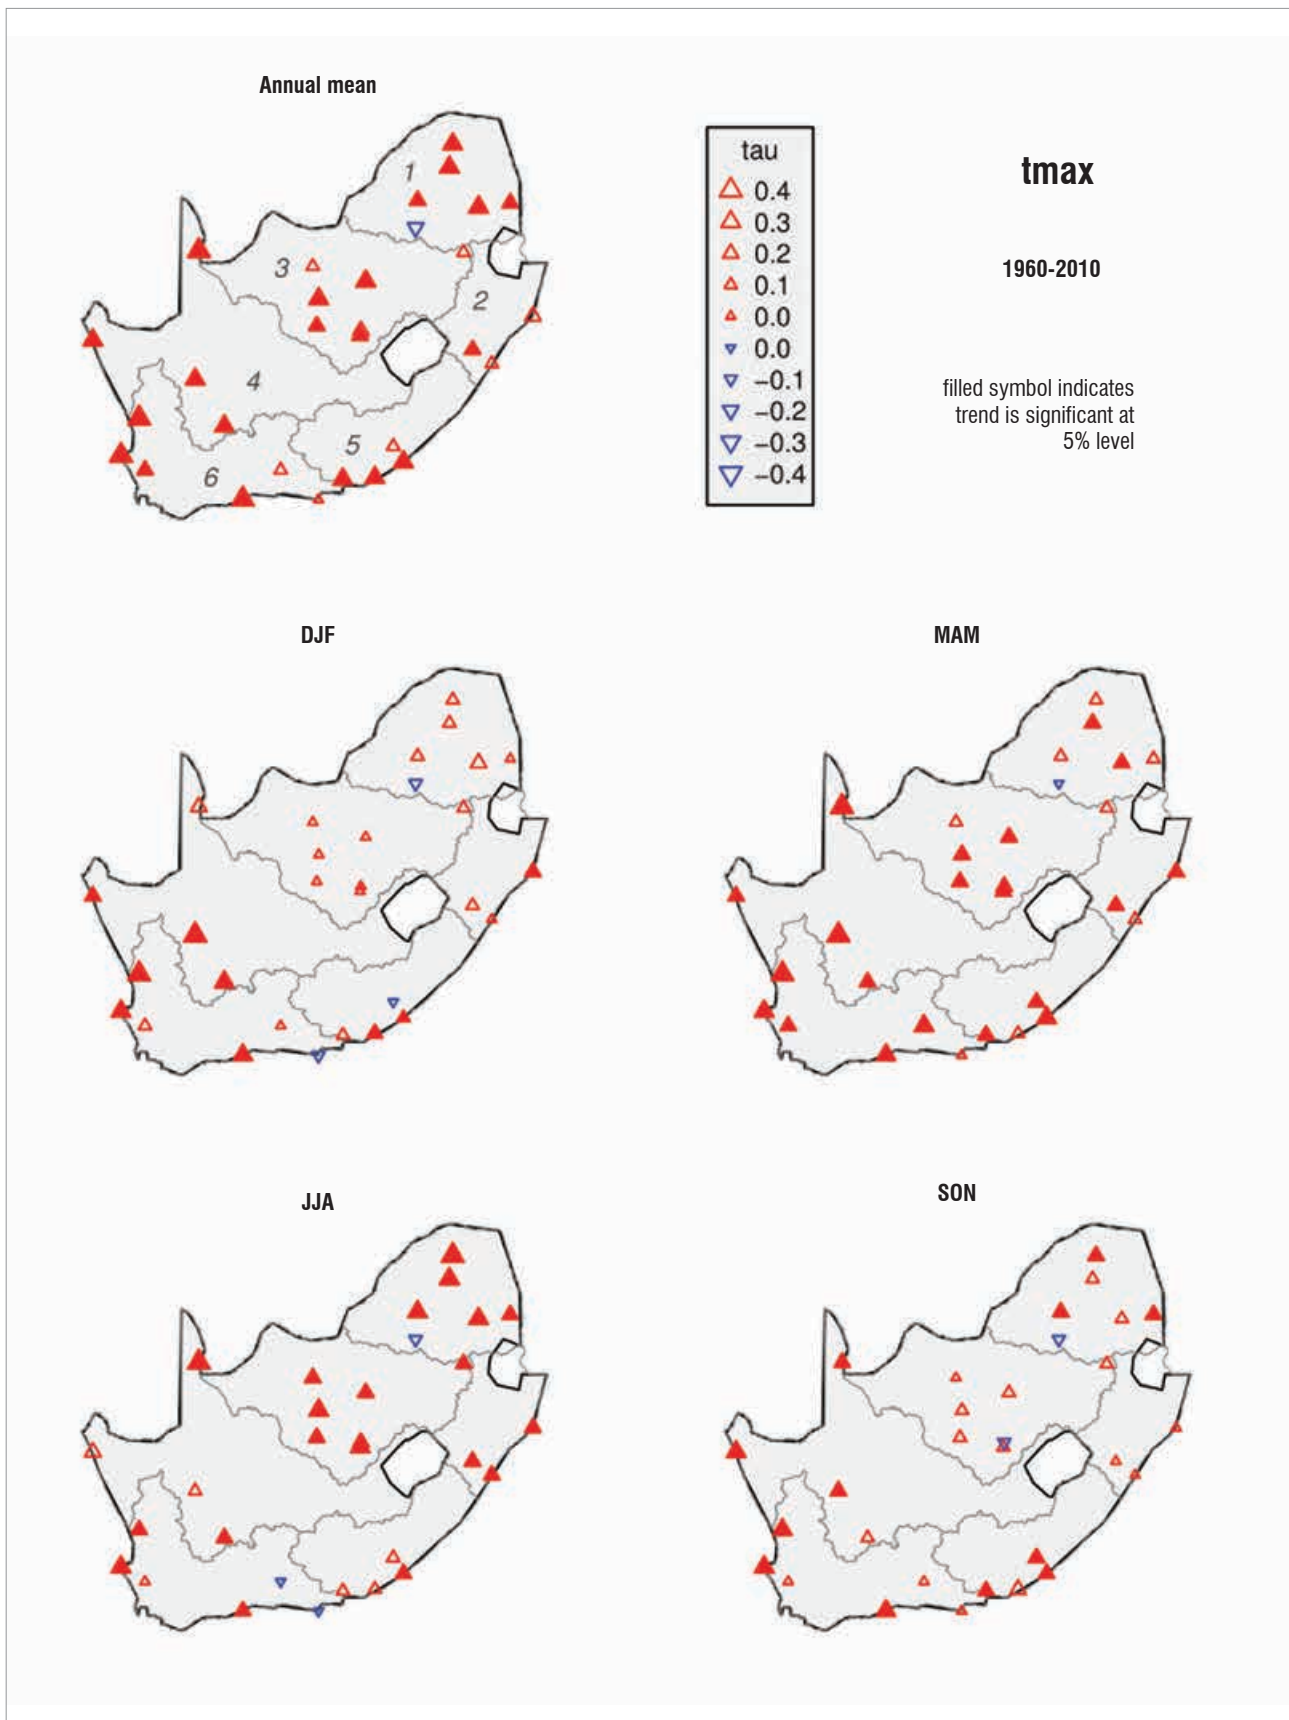 Annual mean
1
3
2
4
5
6
tau
0.4
0.3
0.2
0.1
0.0
0.0
−0.1
−0.2
−0.3
−0.4
tmax
1960-2010
filled symbol indicates
trend is significant at
5% level
DJF
MAM
JJA
SON